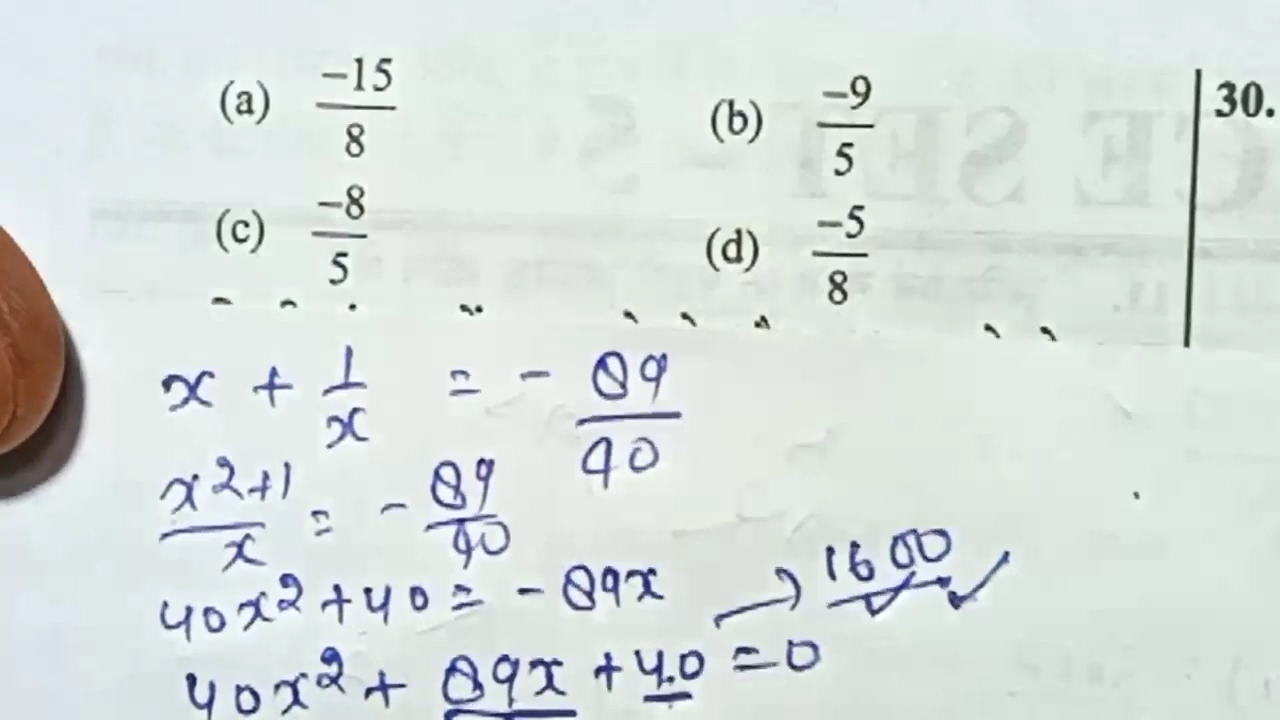 (a) -15/8 (b) -9/5 30.
(c) -8/5 (d) -5/8
x + 1/x = - 89/40
x²+1/x = - 89/40
40x² + 40 = - 89x → 1600 ✓
40x² + 89x + 40 = 0